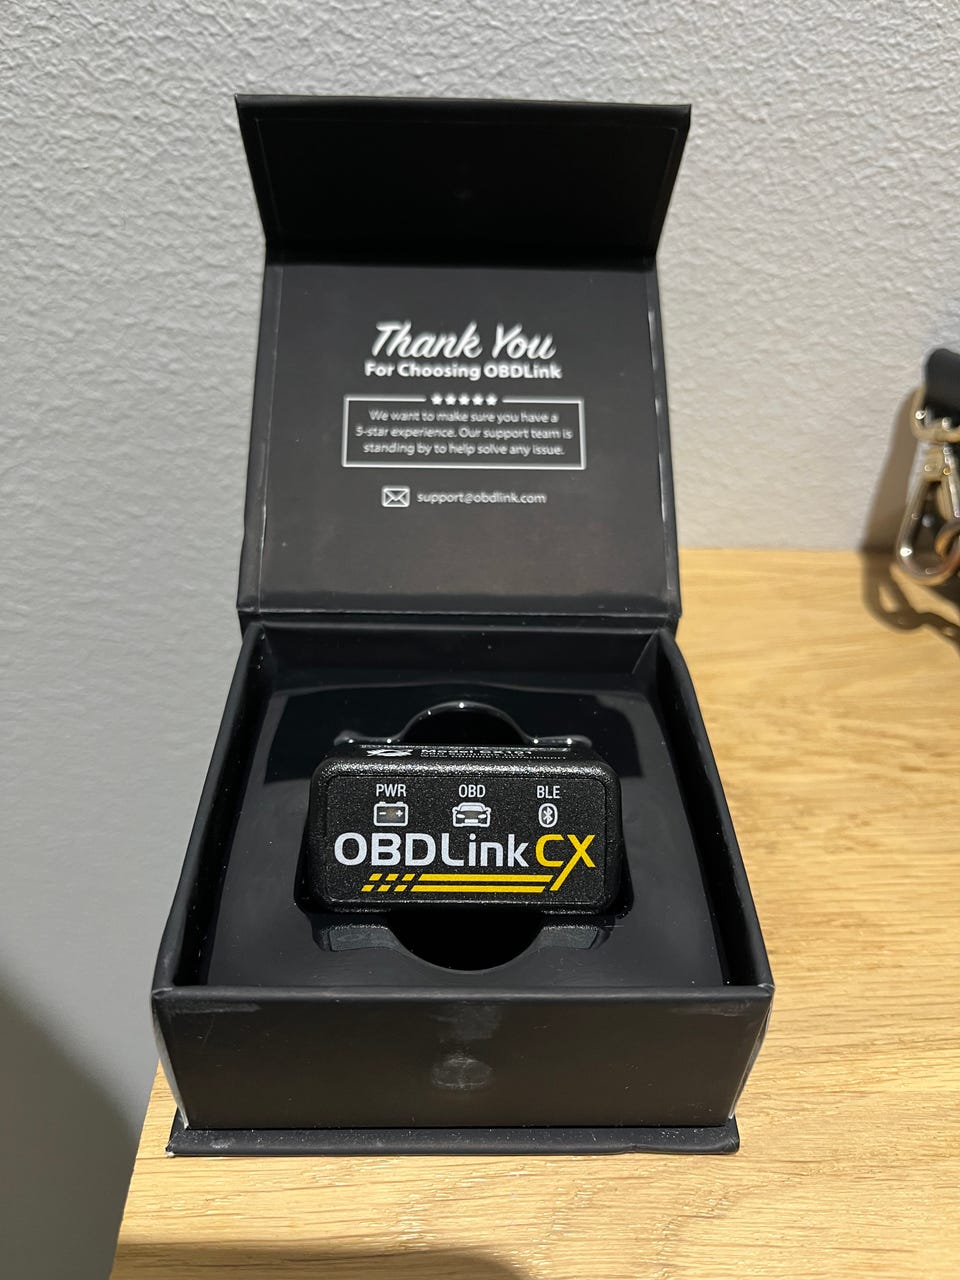 Thank You
For Choosing OBDLink
We want to make sure you have a
5-star experience. Our support team is
standing by to help solve any issue.
support@obdlink.com
PWR OBD BLE
OBDLink CX